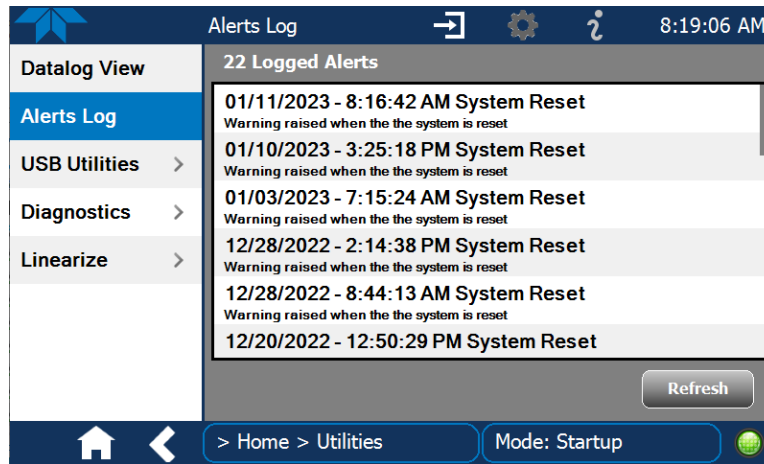 Alerts Log
8:19:06 AM
Datalog View
Alerts Log
USB Utilities >
Diagnostics >
Linearize >
22 Logged Alerts
01/11/2023 - 8:16:42 AM System Reset
Warning raised when the the system is reset
01/10/2023 - 3:25:18 PM System Reset
Warning raised when the the system is reset
01/03/2023 - 7:15:24 AM System Reset
Warning raised when the the system is reset
12/28/2022 - 2:14:38 PM System Reset
Warning raised when the the system is reset
12/28/2022 - 8:44:13 AM System Reset
Warning raised when the the system is reset
12/20/2022 - 12:50:29 PM System Reset
Refresh
> Home > Utilities
Mode: Startup